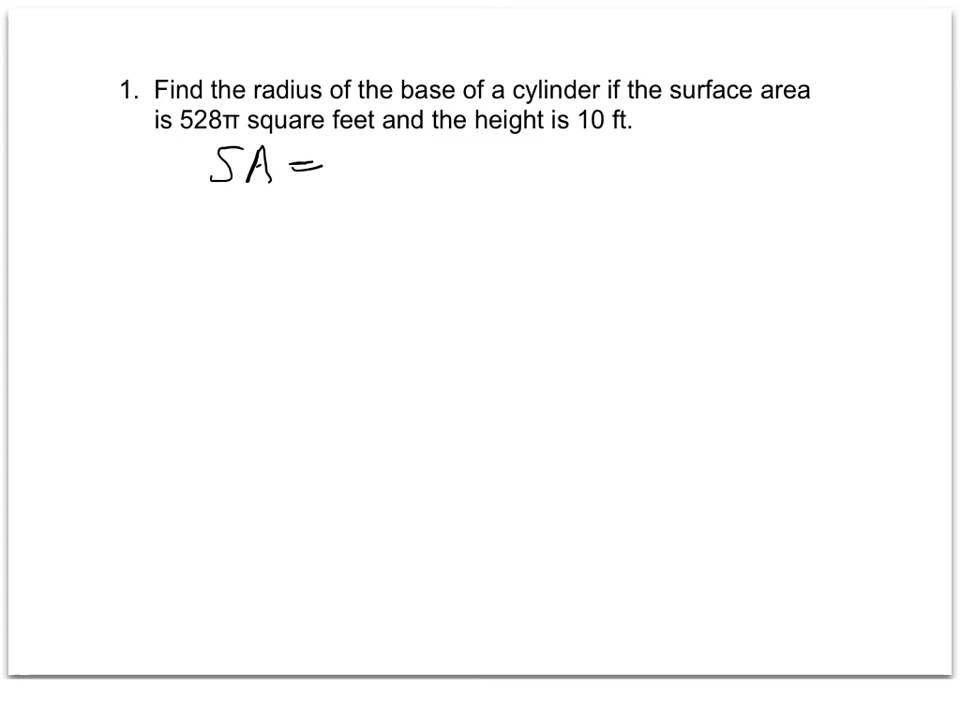 1. Find the radius of the base of a cylinder if the surface area
is 528π square feet and the height is 10 ft.
SA =